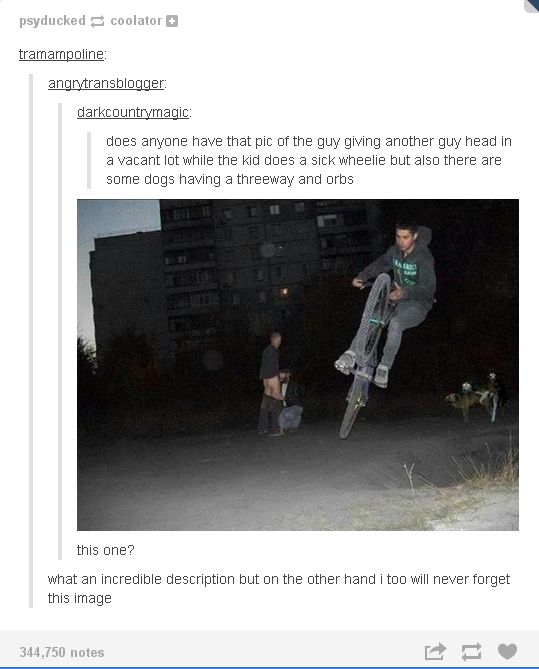 psyducked coolator
tramampoline:
angrytransblogger:
darkcountrymagic:
does anyone have that pic of the guy giving another guy head in
a vacant lot while the kid does a sick wheelie but also there are
some dogs having a threeway and orbs
this one?
what an incredible description but on the other hand i too will never forget
this image
344,750 notes